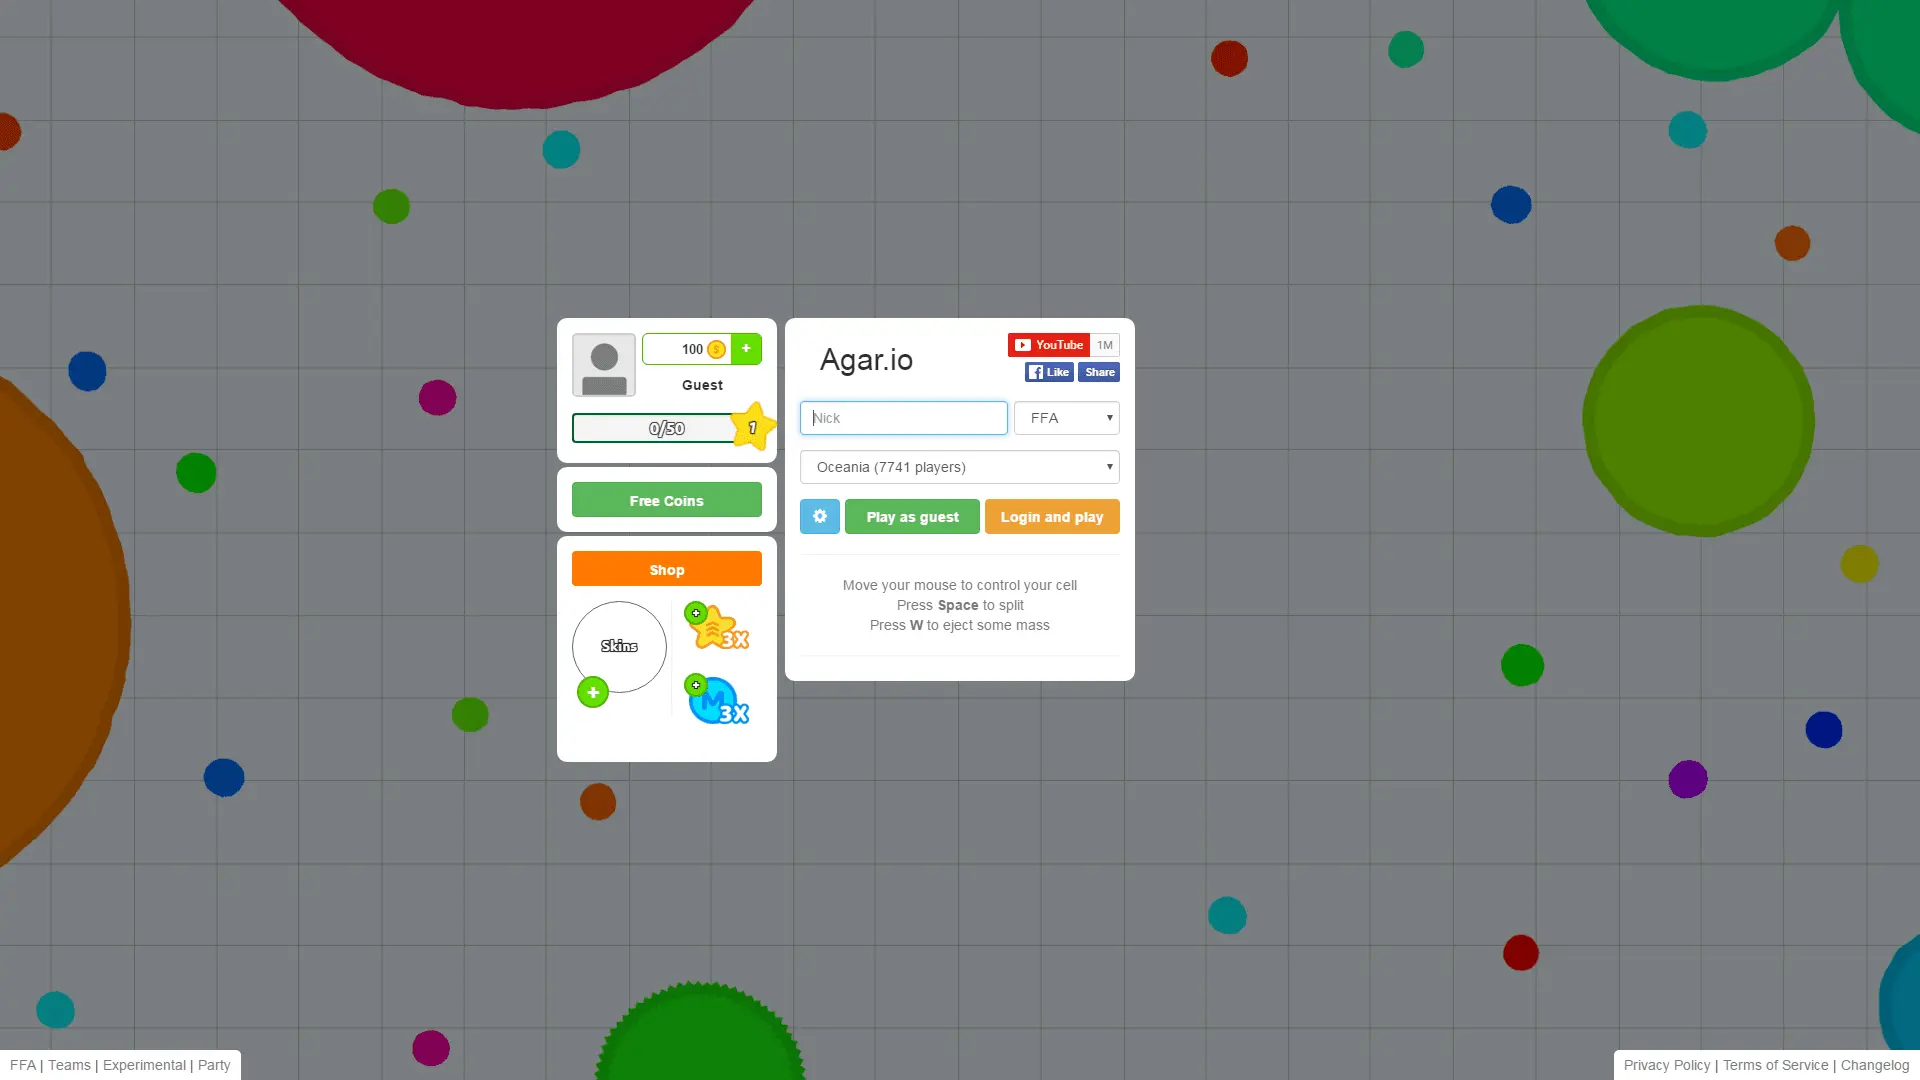 100
+
Guest
0/50
1
Free Coins
Shop
Skins
+
3X
M
3X
Agar.io
YouTube 1M
Like Share
Nick
FFA
Oceania (7741 players)
Play as guest
Login and play
Move your mouse to control your cell
Press Space to split
Press W to eject some mass
FFA | Teams | Experimental | Party
Privacy Policy | Terms of Service | Changelog